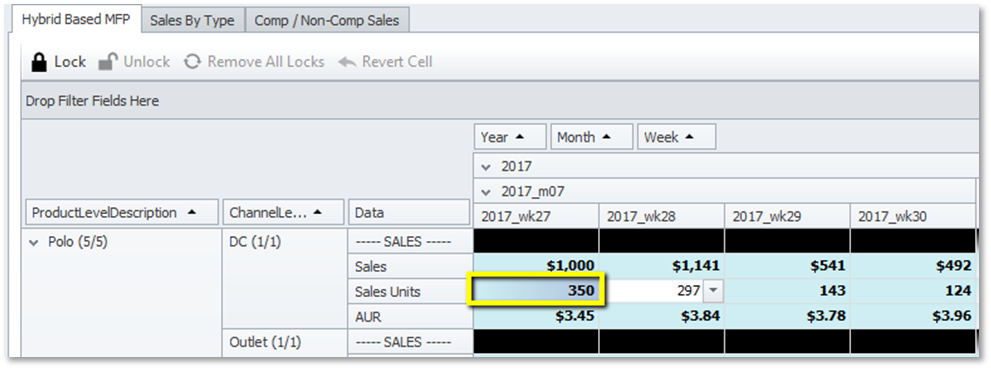 Hybrid Based MFP Sales By Type Comp / Non-Comp Sales
Lock Unlock Remove All Locks Revert Cell
Drop Filter Fields Here
Year Month Week
2017
2017_m07
ProductLevelDescription ChannelLe... Data 2017_wk27 2017_wk28 2017_wk29 2017_wk30
Polo (5/5) DC (1/1) ----- SALES -----
Sales $1,000 $1,141 $541 $492
Sales Units 350 297 143 124
AUR $3.45 $3.84 $3.78 $3.96
Outlet (1/1) ----- SALES -----